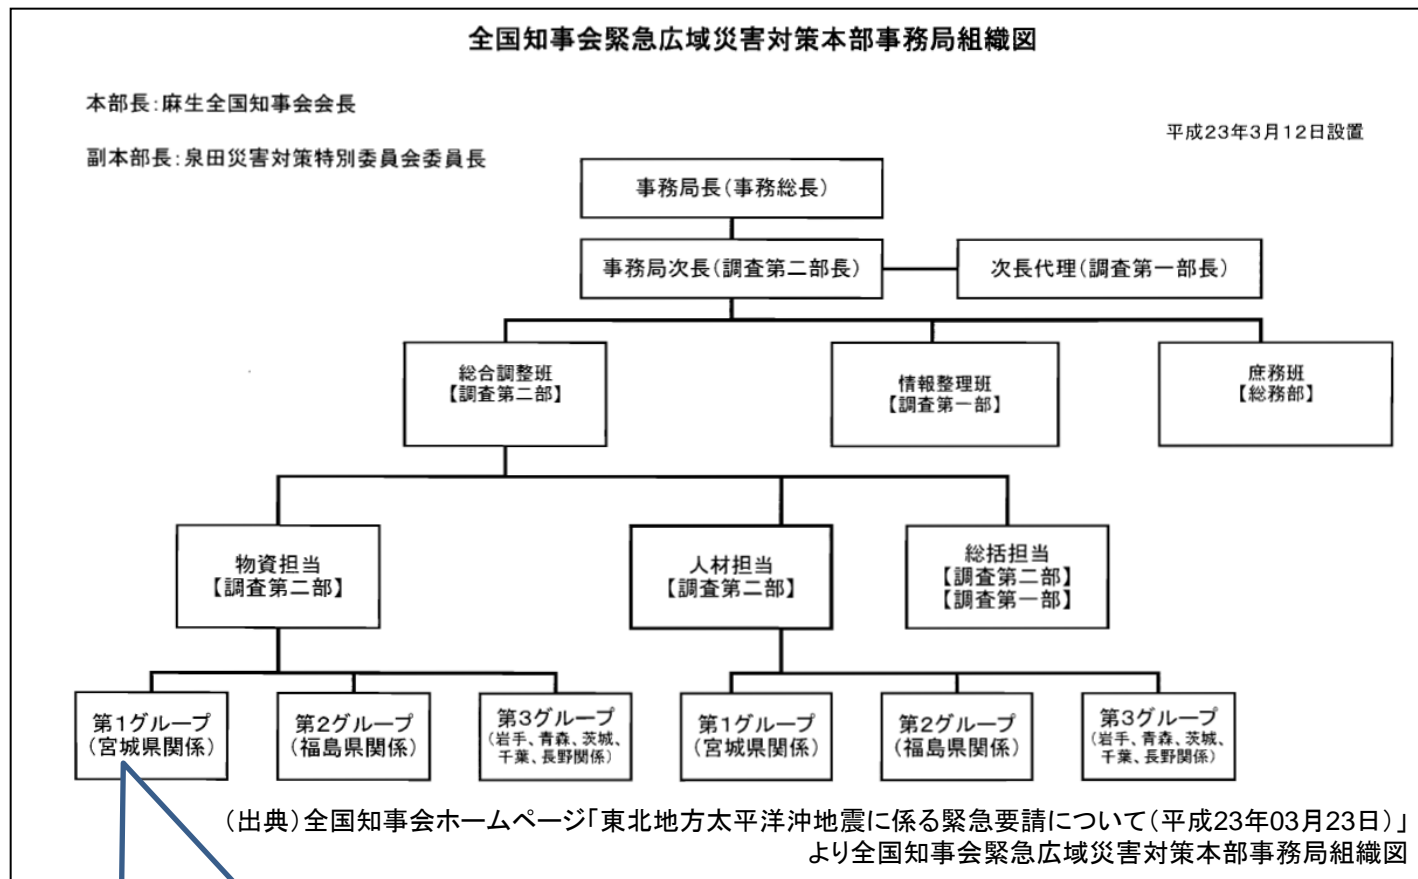 全国知事会緊急広域災害対策本部事務局組織図
本部長：麻生全国知事会会長
平成23年3月12日設置
副本部長：泉田災害対策特別委員会委員長
事務局長（事務総長）
事務局次長（調査第二部長）
次長代理（調査第一部長）
総合調整班
【調査第二部】
情報整理班
【調査第一部】
庶務班
【総務部】
物資担当
【調査第二部】
人材担当
【調査第二部】
総括担当
【調査第二部】
【調査第一部】
第1グループ
（宮城県関係）
第2グループ
（福島県関係）
第3グループ
（岩手、青森、茨城、
千葉、長野関係）
第1グループ
（宮城県関係）
第2グループ
（福島県関係）
第3グループ
（岩手、青森、茨城、
千葉、長野関係）
（出典）全国知事会ホームページ「東北地方太平洋沖地震に係る緊急要請について（平成23年03月23日）」
より全国知事会緊急広域災害対策本部事務局組織図